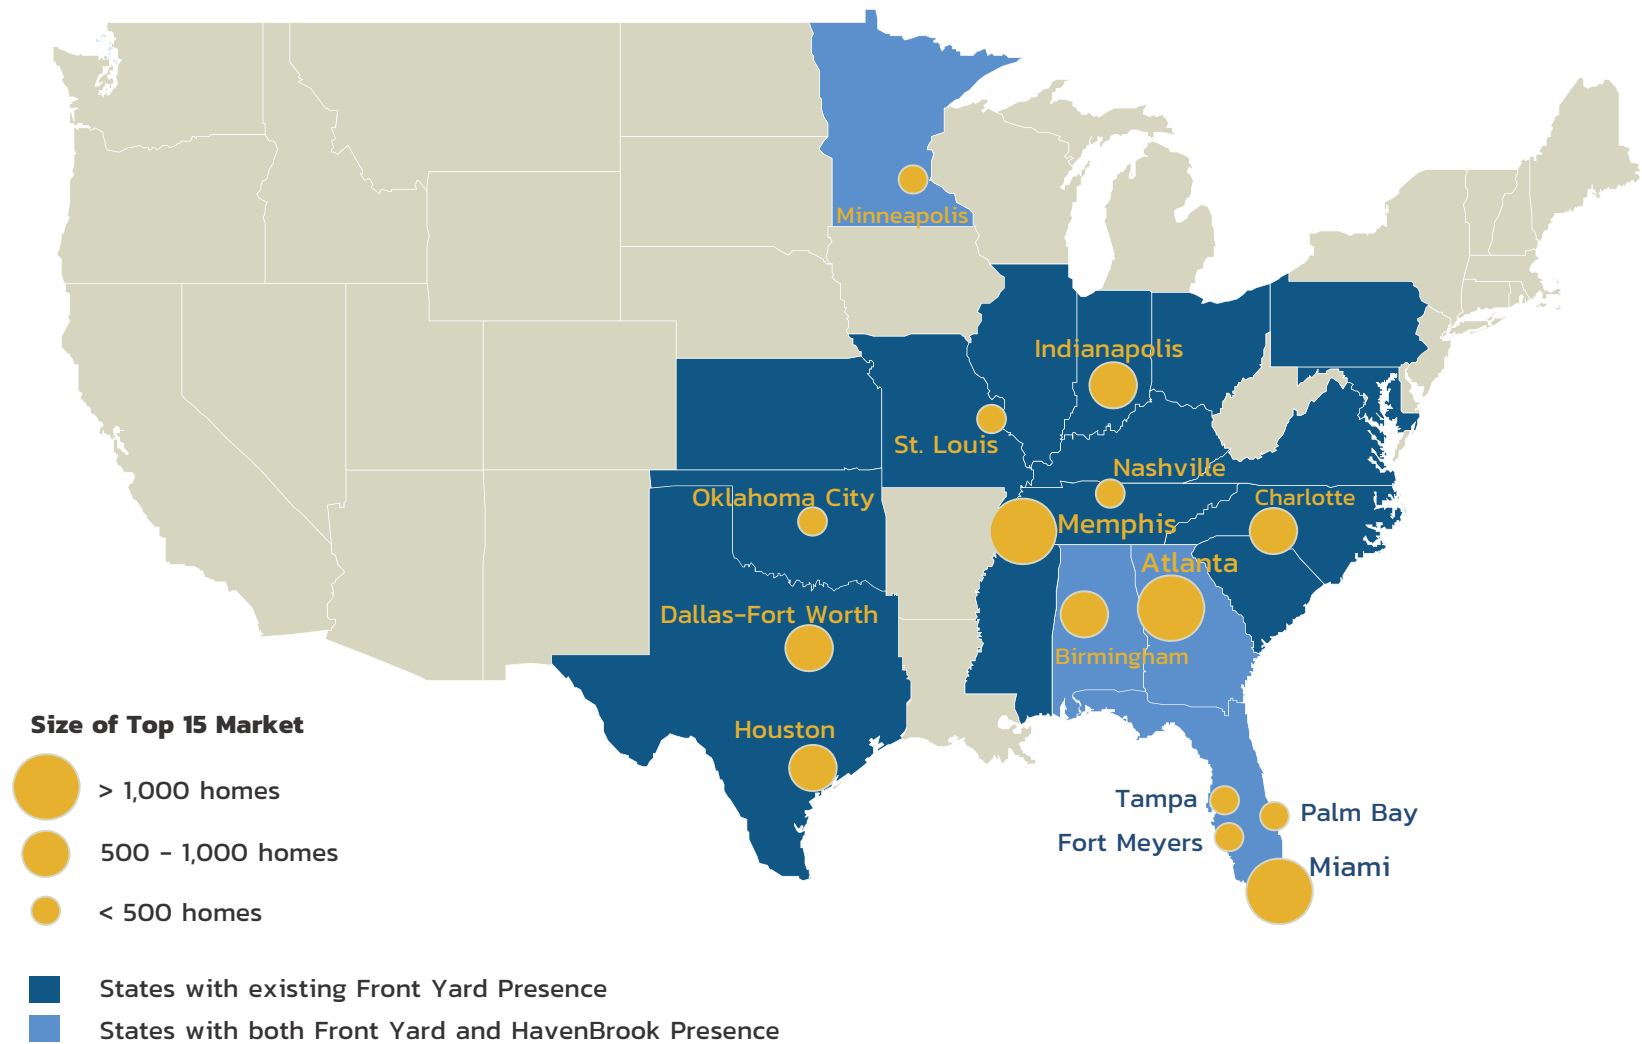 Minneapolis
Indianapolis
St. Louis
Nashville
Oklahoma City
Charlotte
Memphis
Atlanta
Dallas-Fort Worth
Birmingham
Houston
Tampa
Palm Bay
Fort Meyers
Miami
Size of Top 15 Market
> 1,000 homes
500 - 1,000 homes
< 500 homes
States with existing Front Yard Presence
States with both Front Yard and HavenBrook Presence